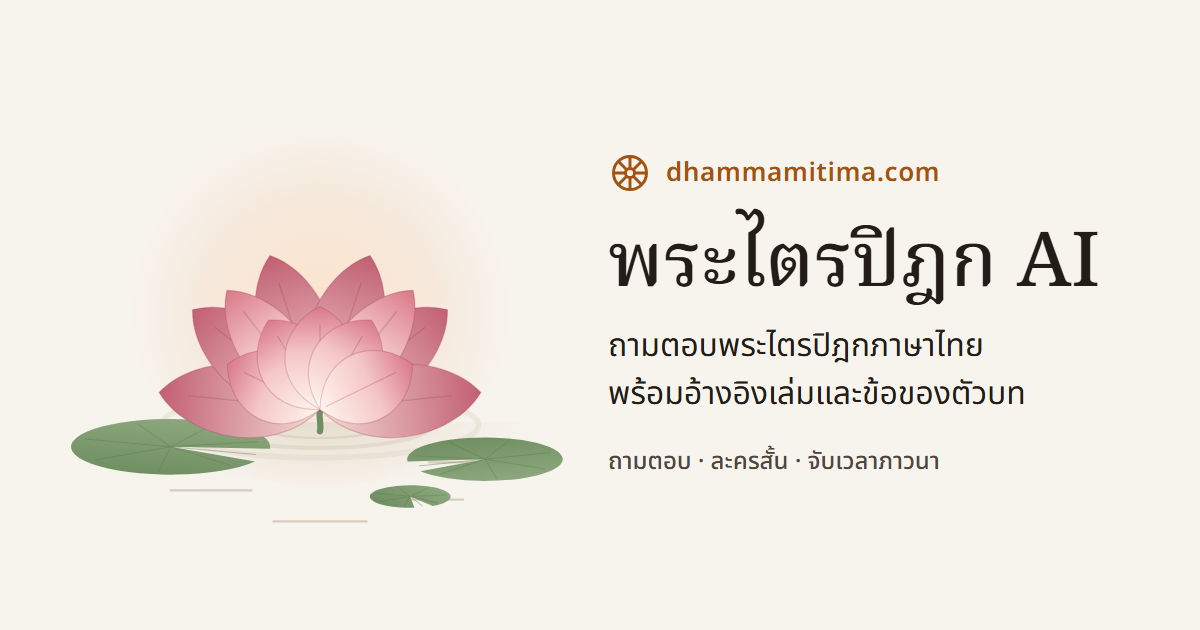 dhammamitima.com
พระไตรปิฎก AI
ถามตอบพระไตรปิฎกภาษาไทย
พร้อมอ้างอิงเล่มและข้อของตัวบท
ถามตอบ · ละครสั้น · จับเวลาภาวนา